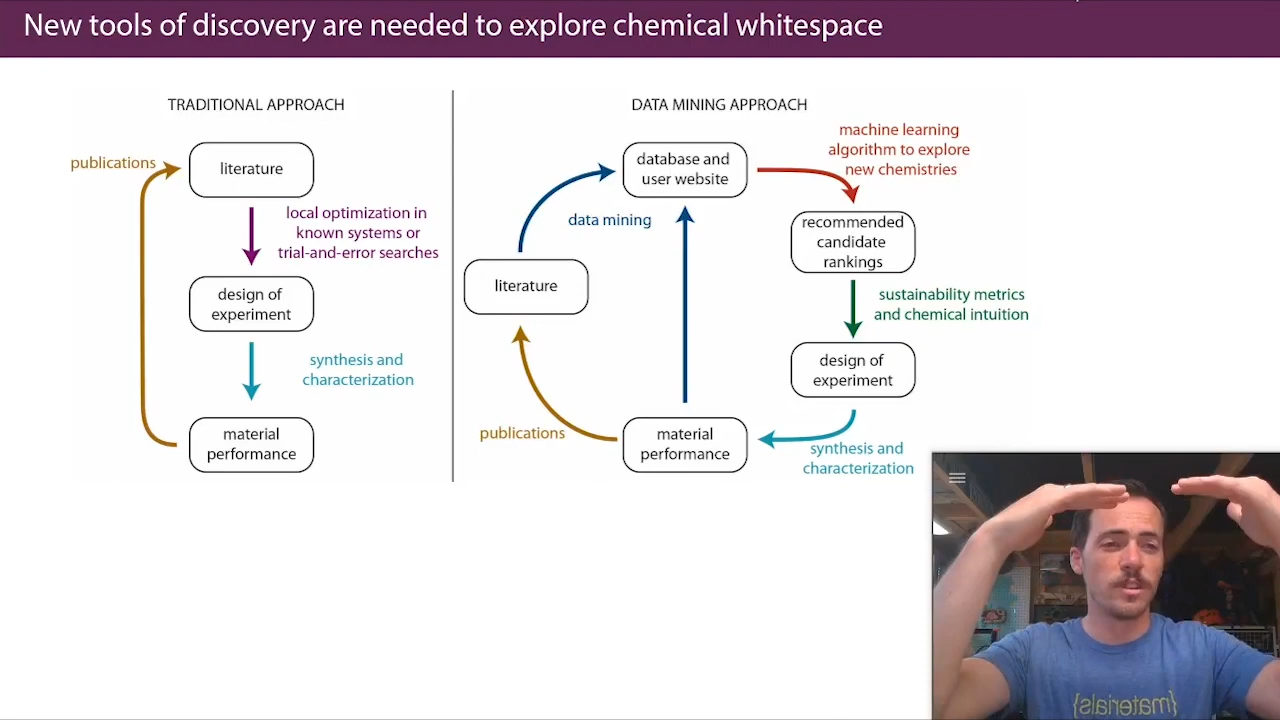 New tools of discovery are needed to explore chemical whitespace
TRADITIONAL APPROACH
publications
literature
local optimization in
known systems or
trial-and-error searches
design of
experiment
synthesis and
characterization
material
performance
DATA MINING APPROACH
machine learning
algorithm to explore
new chemistries
database and
user website
data mining
recommended
candidate
rankings
literature
sustainability metrics
and chemical intuition
design of
experiment
publications
material
performance
synthesis and
characterization
{materials}